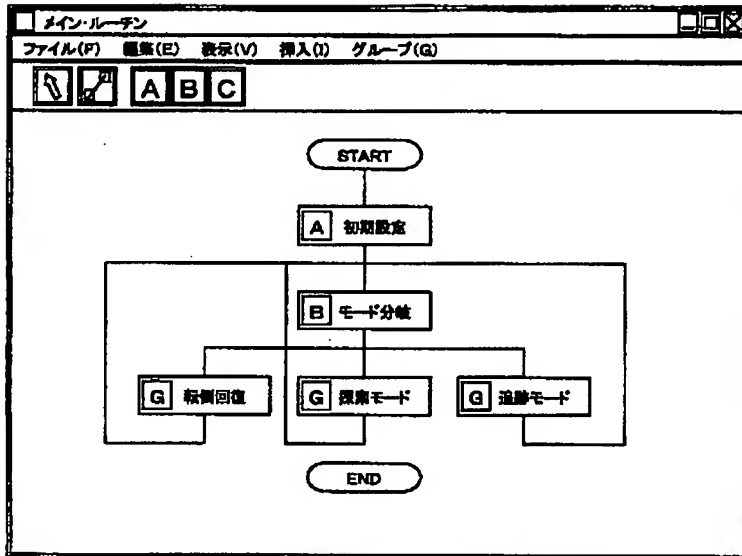 メイン・ルーチン
ファイル(F) 編集(E) 表示(V) 挿入(I) グループ(G)
A B C
START
A 初期設定
B モード分岐
G 転倒回復 G 探索モード G 追跡モード
END